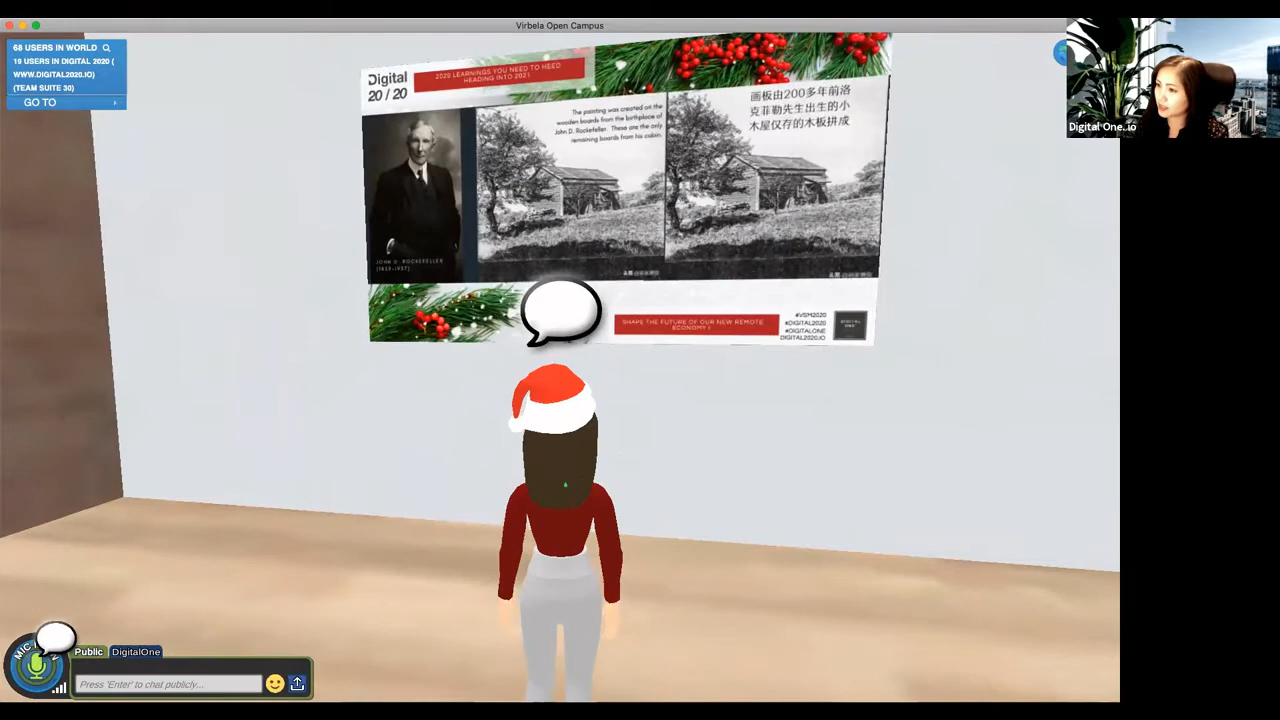 Virbela Open Campus
68 USERS IN WORLD
19 USERS IN DIGITAL 2020 (
WWW.DIGITAL2020.IO)
(TEAM SUITE 30)
GO TO
Digital
20 / 20
2020 LEARNINGS YOU NEED TO HEED
HEADING INTO 2021
The painting was created on the
wooden boards from the birthplace of
John D. Rockefeller. These are the only
remaining boards from his cabin.
画板由200多年前洛
克菲勒先生出生的小
木屋仅存的木板拼成
JOHN D. ROCKEFELLER
(1839-1937)
SHAPE THE FUTURE OF OUR NEW REMOTE
ECONOMY !
#VSM2020
#DIGITAL2020
#DIGITALONE
DIGITAL2020.IO
DIGITAL
ONE
Digital One. io
Public
DigitalOne
Press 'Enter' to chat publicly...